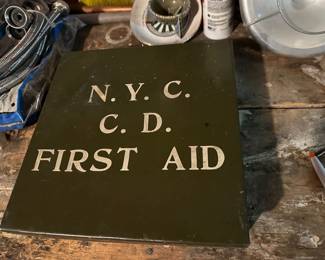 N. Y. C.
C. D.
FIRST AID